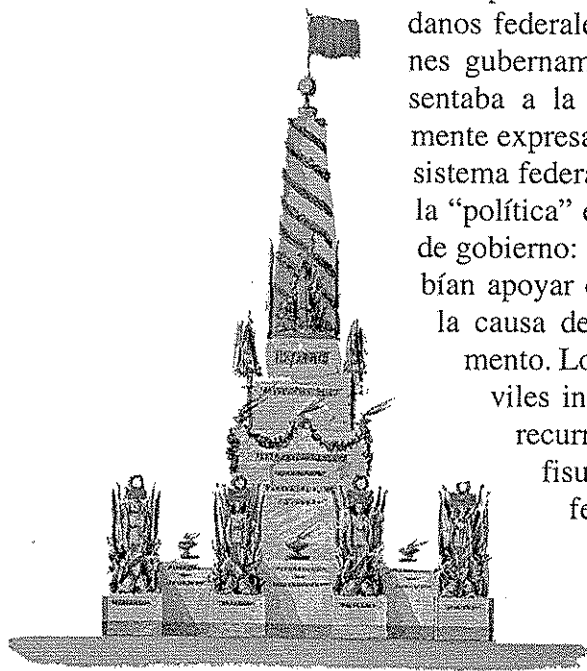 danos federale
nes gubernam
sentaba a la
mente expresa
sistema federa
la “política” e
de gobierno:
bían apoyar
la causa de
mento. Lo
viles in
recurr
fisu
fe